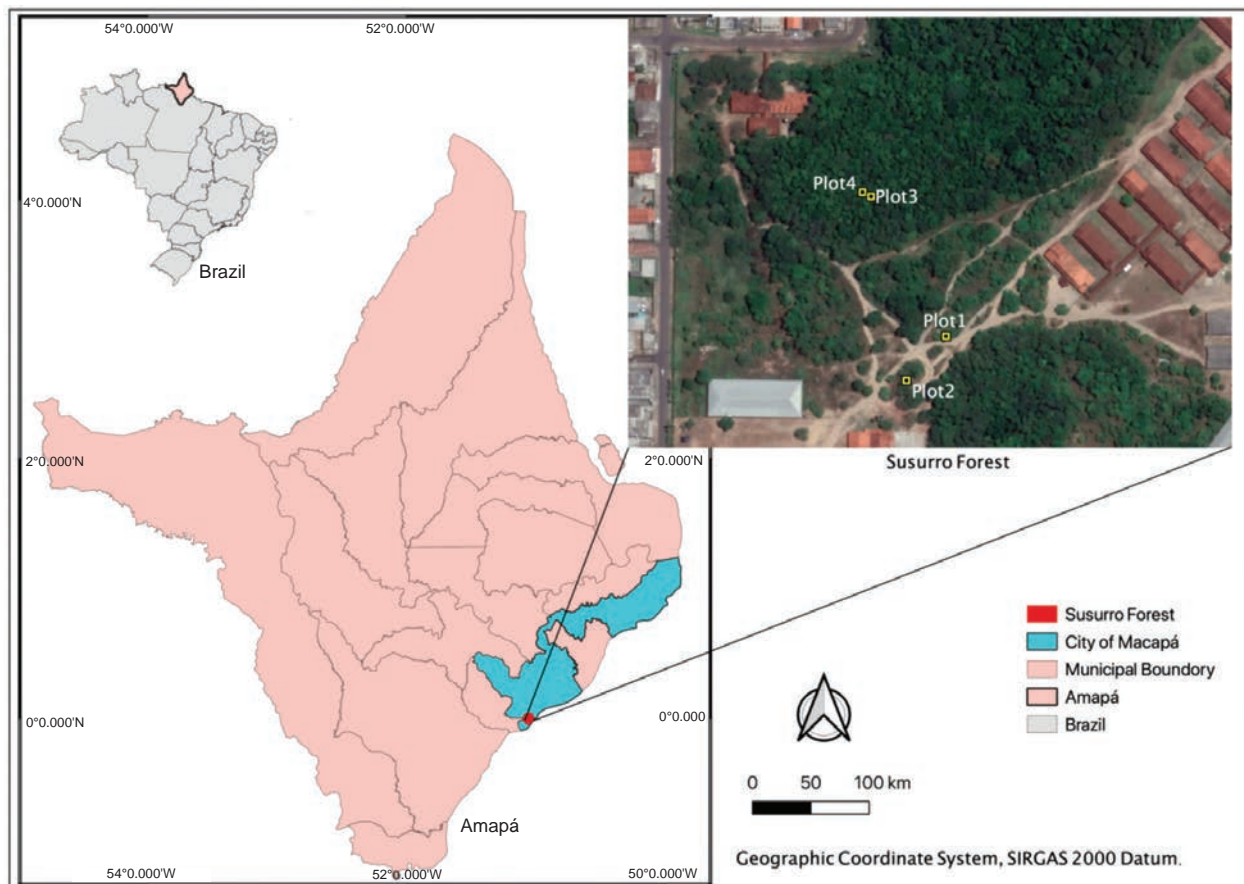 54°0.000'W
52°0.000'W
4°0.000'N
Brazil
Plot4
Plot3
Plot1
Plot2
2°0.000'N
2°0.000'N
Susurro Forest
Susurro Forest
City of Macapá
Municipal Boundory
Amapá
Brazil
0°0.000'N
0°0.000
0
50
100 km
Amapá
Geographic Coordinate System, SIRGAS 2000 Datum.
54°0.000'W
52°0.000'W
50°0.000'W